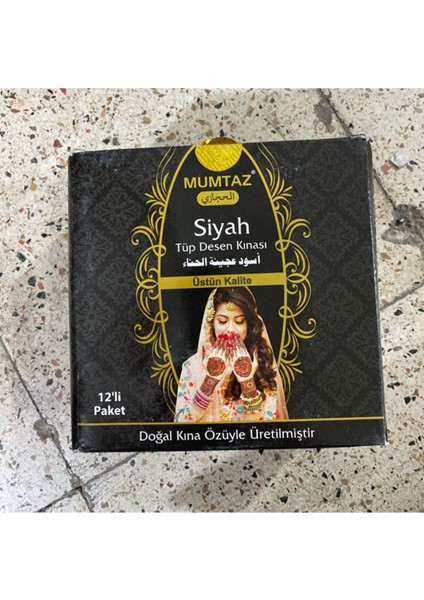 MUMTAZ®
الحجازي
Siyah
Tüp Desen Kınası
أسود عجينة الحناء
Üstün Kalite
12'li
Paket
Doğal Kına Özüyle Üretilmiştir